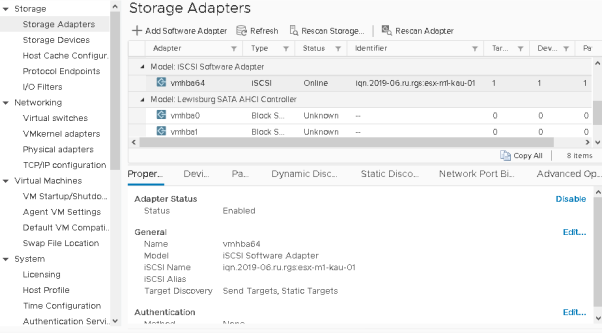 Storage
Storage Adapters
Storage Devices
Host Cache Configur...
Protocol Endpoints
I/O Filters
Networking
Virtual switches
VMkernel adapters
Physical adapters
TCP/IP configuration
Virtual Machines
VM Startup/Shutdo...
Agent VM Settings
Default VM Compati...
Swap File Location
System
Licensing
Host Profile
Time Configuration
Authentication Servi...
Storage Adapters
Add Software Adapter Refresh Rescan Storage... Rescan Adapter
Adapter Type Status Identifier Tar... Dev... Pa
Model: iSCSI Software Adapter
vmhba64 iSCSI Online iqn.2019-06.ru.rgs:esx-m1-kau-01 1 1 1
Model: Lewisburg SATA AHCI Controller
vmhba0 Block S... Unknown -- 0 0 0
vmhba1 Block S... Unknown -- 0 0 0
Copy All 8 items
Proper... Devi... Pa... Dynamic Disc... Static Disco... Network Port Bi... Advanced Op...
Adapter Status Disable
Status Enabled
General Edit...
Name vmhba64
Model iSCSI Software Adapter
iSCSI Name iqn.2019-06.ru.rgs:esx-m1-kau-01
iSCSI Alias
Target Discovery Send Targets, Static Targets
Authentication Edit...
Method None